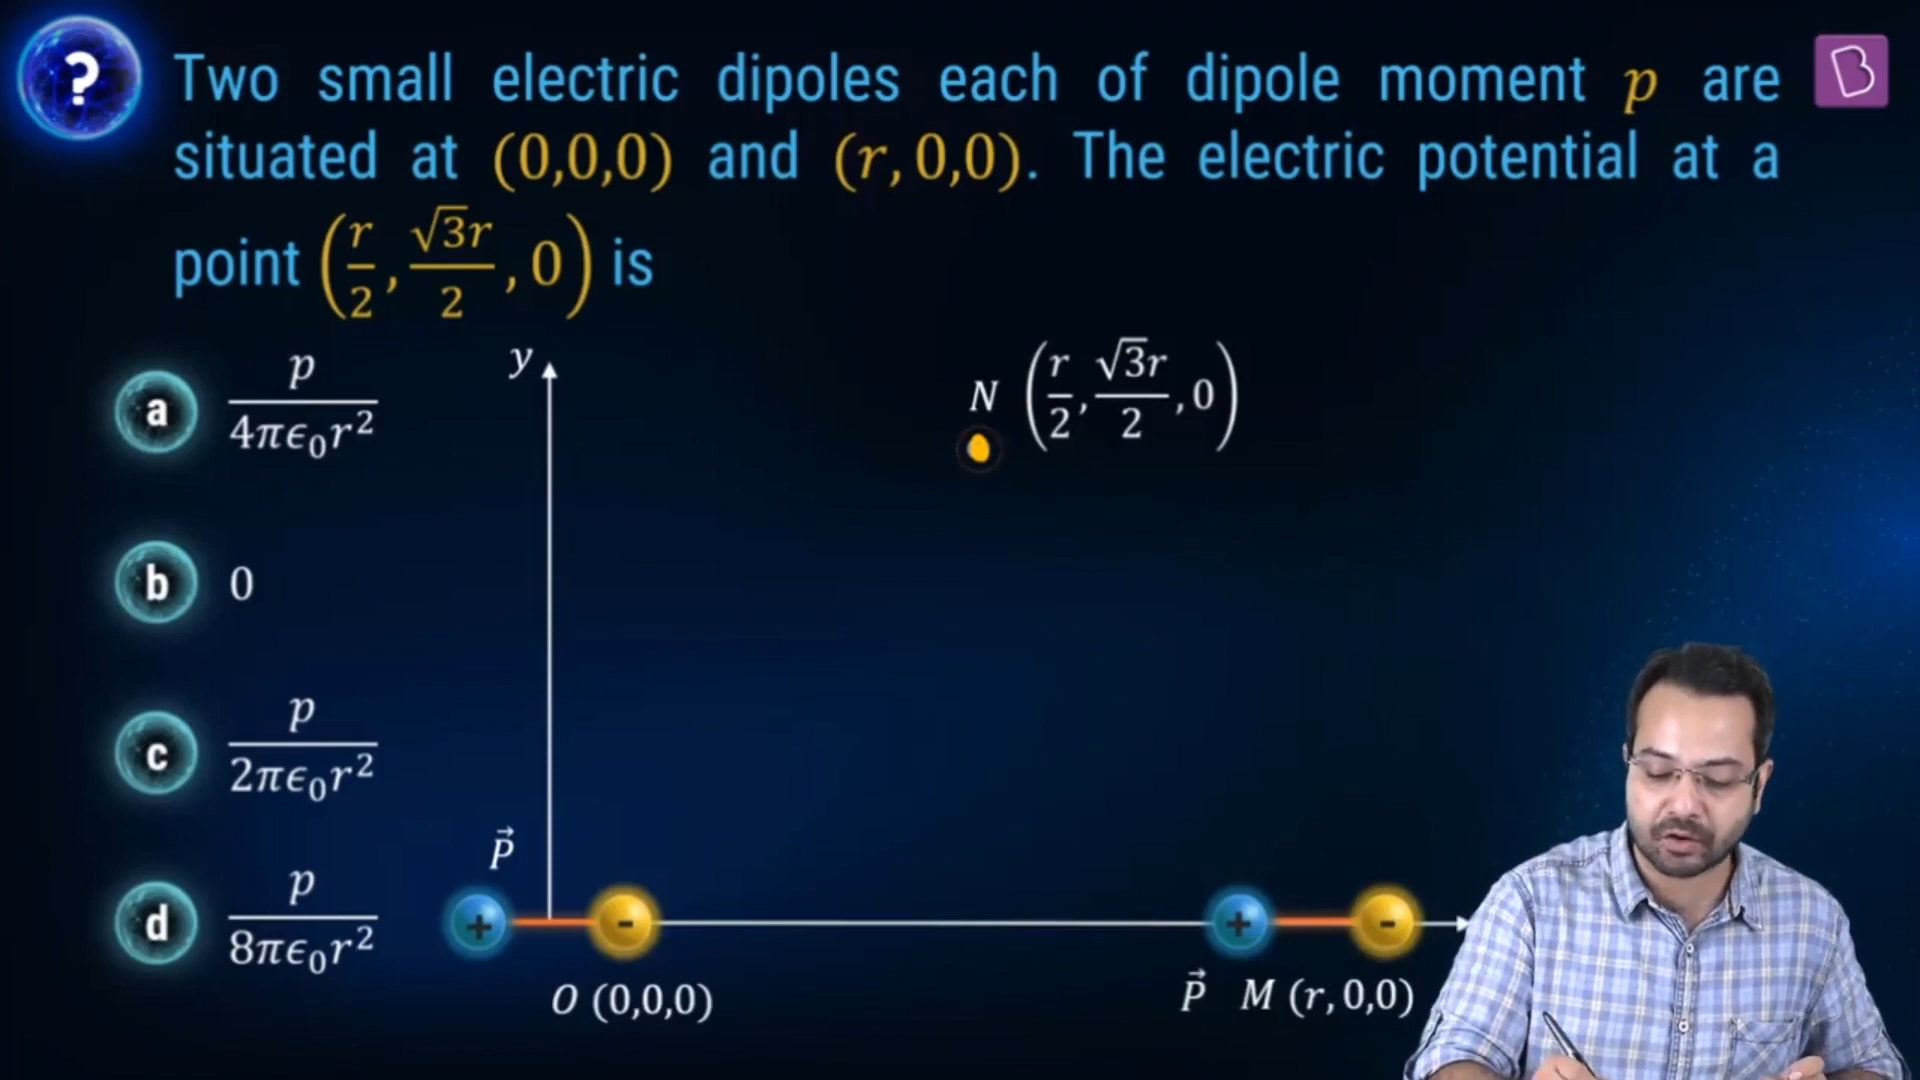 ?
Two small electric dipoles each of dipole moment p are
situated at (0,0,0) and (r, 0,0). The electric potential at a
point (r/2, √3r/2, 0) is
a p/4πϵ₀r²
b 0
c p/2πϵ₀r²
d p/8πϵ₀r²
y
N (r/2, √3r/2, 0)
P⃗
+ - + -
O (0,0,0)
P⃗ M (r, 0,0)
B